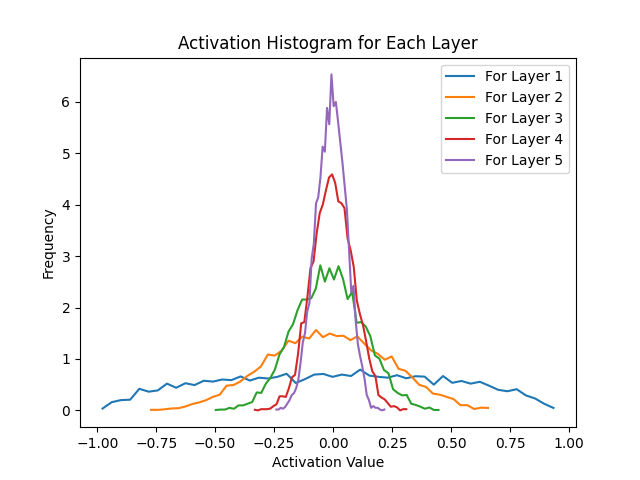 Activation Histogram for Each Layer
For Layer 1
For Layer 2
For Layer 3
For Layer 4
For Layer 5
Frequency
6
5
4
3
2
1
0
−1.00 −0.75 −0.50 −0.25 0.00 0.25 0.50 0.75 1.00
Activation Value